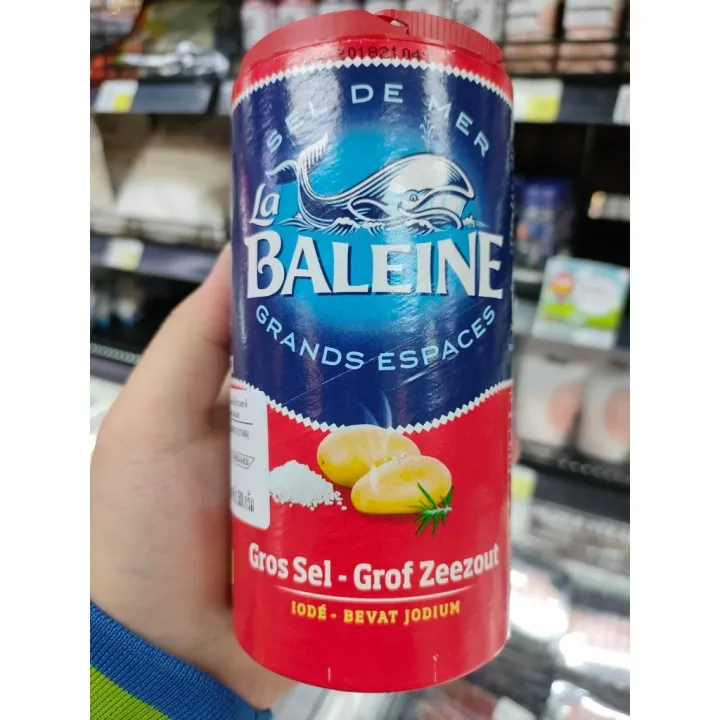 20182104
SEL DE MER
La
BALEINE
GRANDS ESPACES
Gros Sel - Grof Zeezout
IODÉ - BEVAT JODIUM